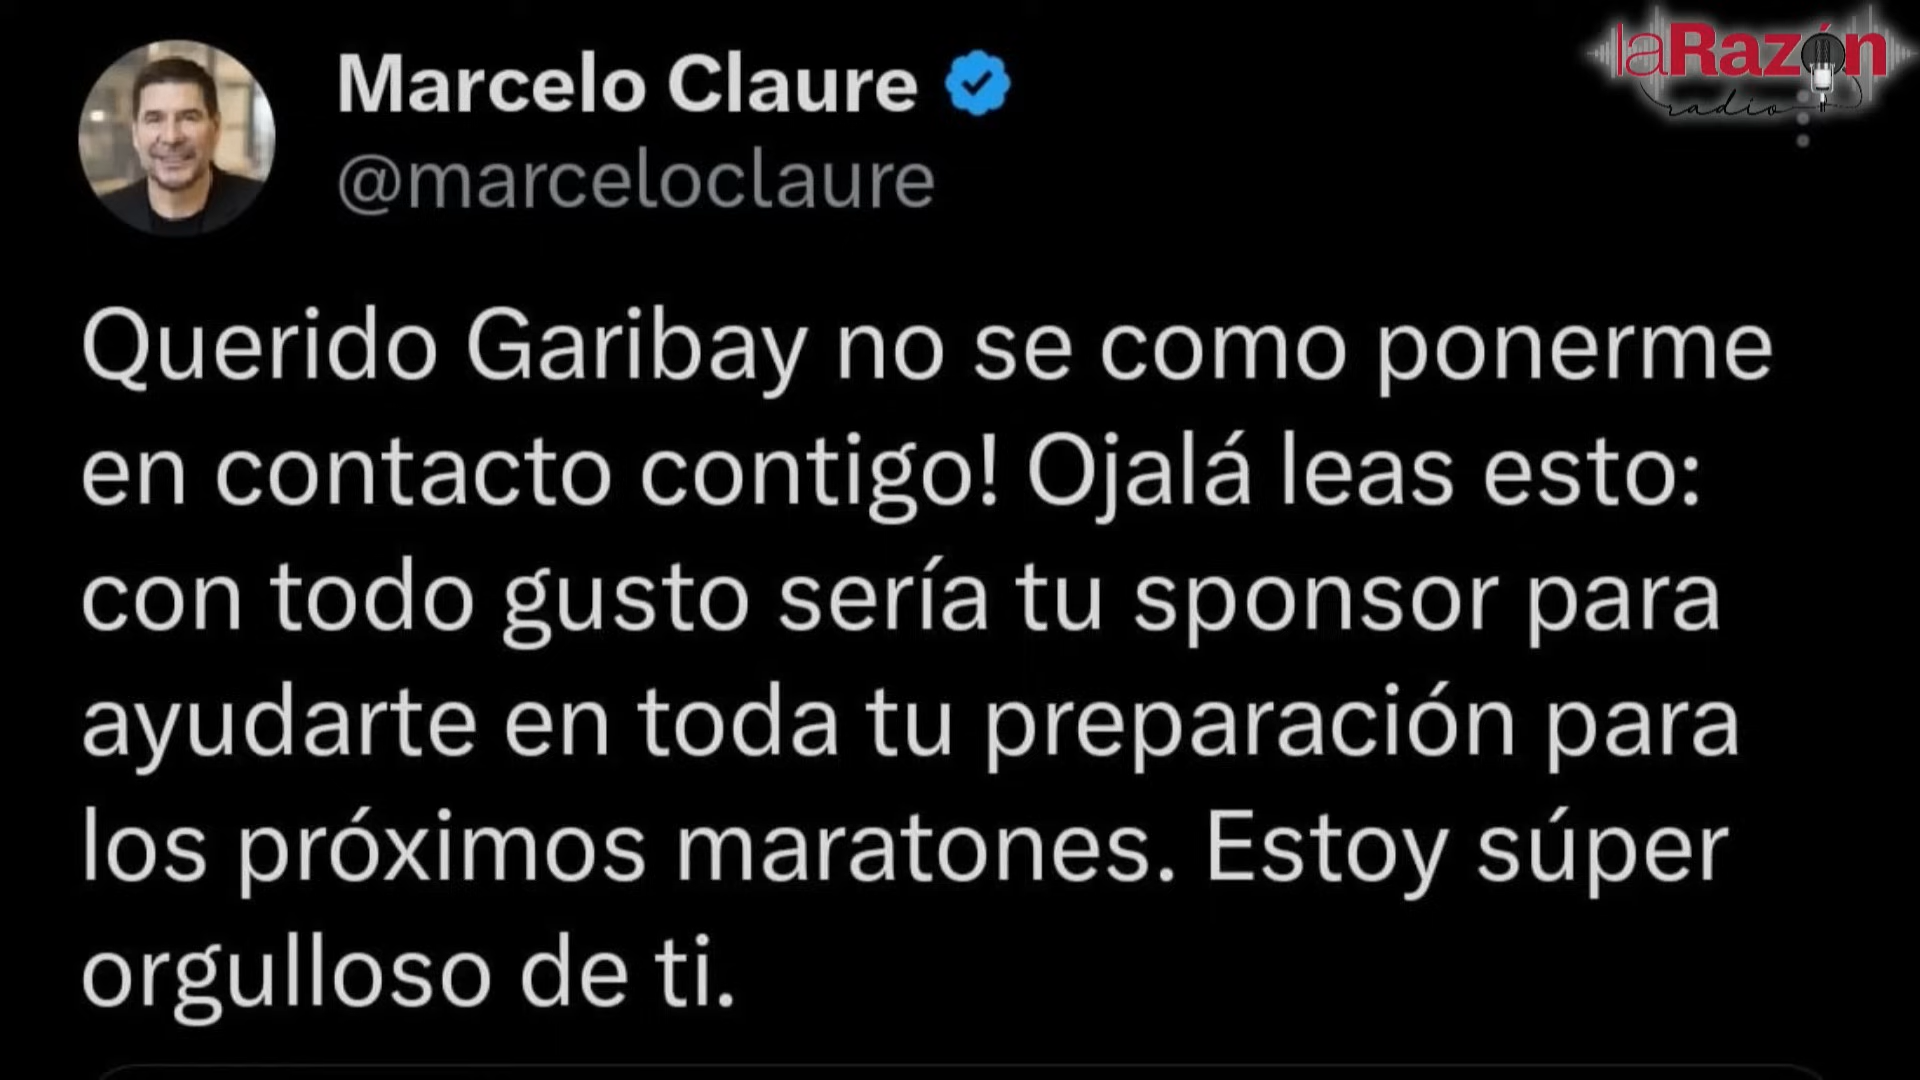 laRazón
radio
Marcelo Claure
@marceloclaure
Querido Garibay no se como ponerme
en contacto contigo! Ojalá leas esto:
con todo gusto sería tu sponsor para
ayudarte en toda tu preparación para
los próximos maratones. Estoy súper
orgulloso de ti.